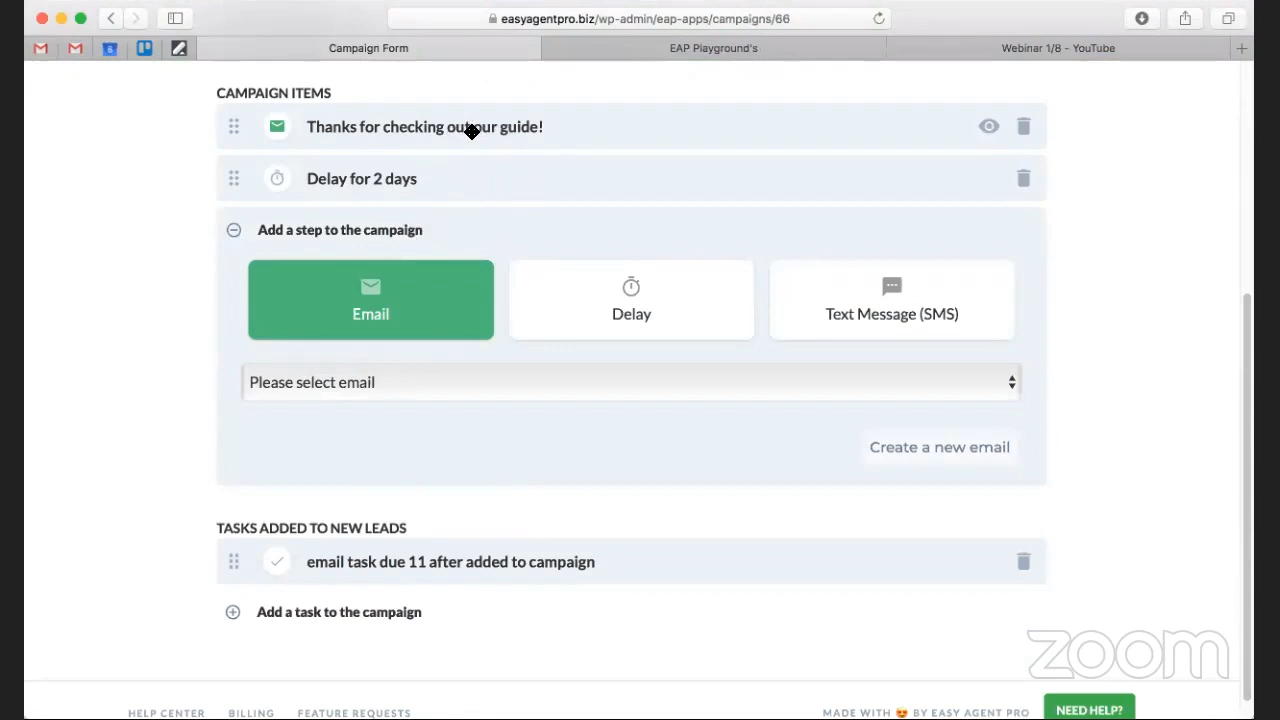 easyagentpro.biz/wp-admin/eap-apps/campaigns/66
Campaign Form
EAP Playground's
Webinar 1/8 - YouTube
CAMPAIGN ITEMS
Thanks for checking out our guide!
Delay for 2 days
Add a step to the campaign
Email
Delay
Text Message (SMS)
Please select email
Create a new email
TASKS ADDED TO NEW LEADS
email task due 11 after added to campaign
Add a task to the campaign
zoom
HELP CENTER BILLING FEATURE REQUESTS
MADE WITH 😍 BY EASY AGENT PRO
NEED HELP?